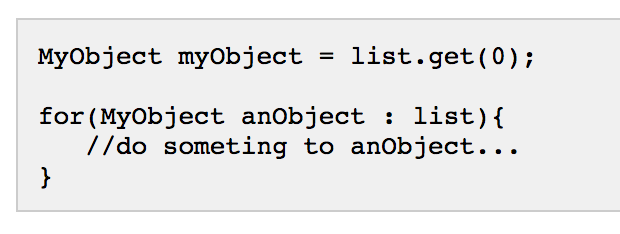 MyObject myObject = list.get(0);
for(MyObject anObject : list){
//do someting to anObject...
}